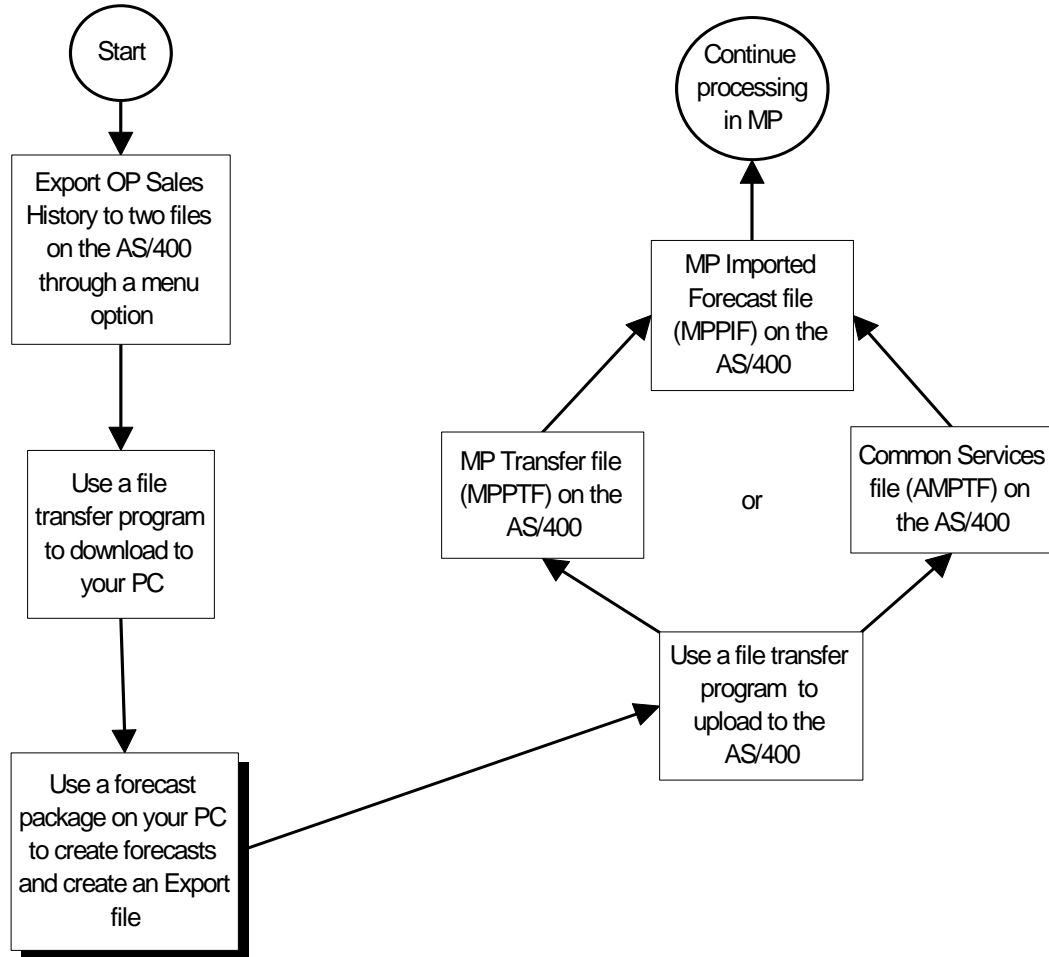 Start
Export OP Sales
History to two files
on the AS/400
through a menu
option
Use a file
transfer program
to download to
your PC
Use a forecast
package on your PC
to create forecasts
and create an Export
file
Use a file transfer
program to
upload to the
AS/400
MP Transfer file
(MPPTF) on the
AS/400
or
Common Services
file (AMPTF) on
the AS/400
MP Imported
Forecast file
(MPPIF) on the
AS/400
Continue
processing
in MP